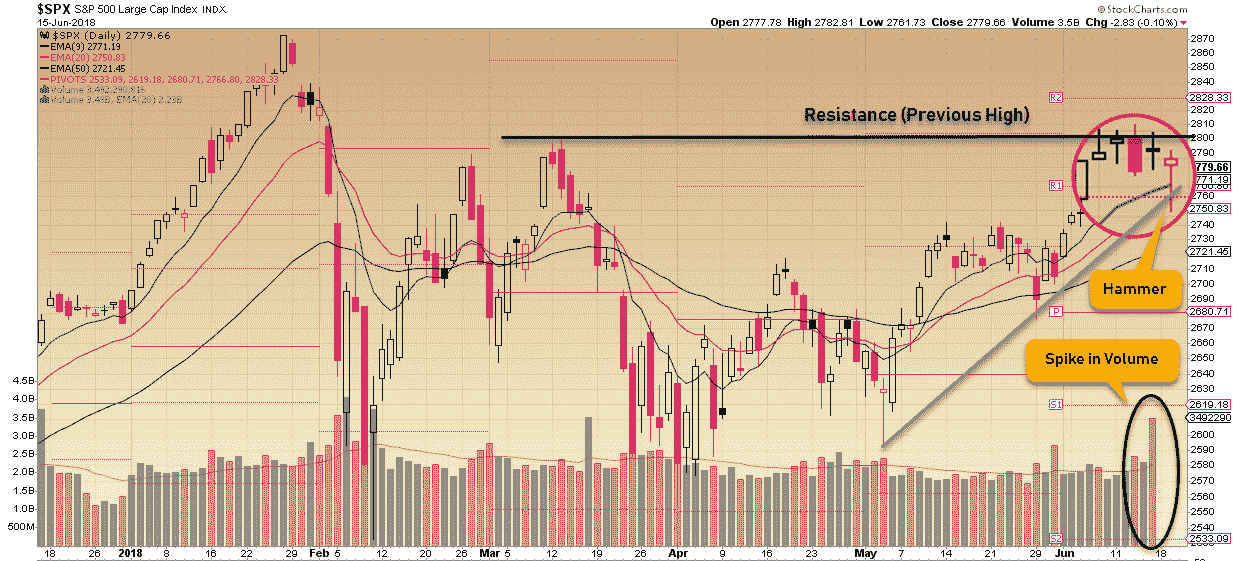 $SPX S&P 500 Large Cap Index INDX
© StockCharts.com
15-Jun-2018
Open 2777.78 High 2782.81 Low 2761.73 Close 2779.66 Volume 3.5B Chg -2.83 (-0.10%)
$SPX (Daily) 2779.66
EMA(9) 2771.19
EMA(20) 2750.83
EMA(50) 2721.45
PIVOTS 2533.09, 2619.18, 2680.71, 2766.80, 2828.33
Volume 3,492,290,816
Volume 3.49B, EMA(20) 2.23B
Resistance (Previous High)
Hammer
Spike in Volume
R2
R1
P
S1
S2
2870
2860
2850
2840
2828.33
2820
2810
2800
2790
779.66
2771.19
2760
2750.83
2740
2730
2721.45
2710
2700
2690
2680.71
2670
2660
2650
2640
2630
2619.18
3492290
2600
2590
2580
2570
2560
2550
2540
2533.09
4.5B
4.0B
3.5B
3.0B
2.5B
2.0B
1.5B
1.0B
500M
18 26 2018 8 16 22 29 Feb 5 12 20 26 Mar 5 12 19 26 Apr 9 16 23 May 7 14 21 29 Jun 11 18